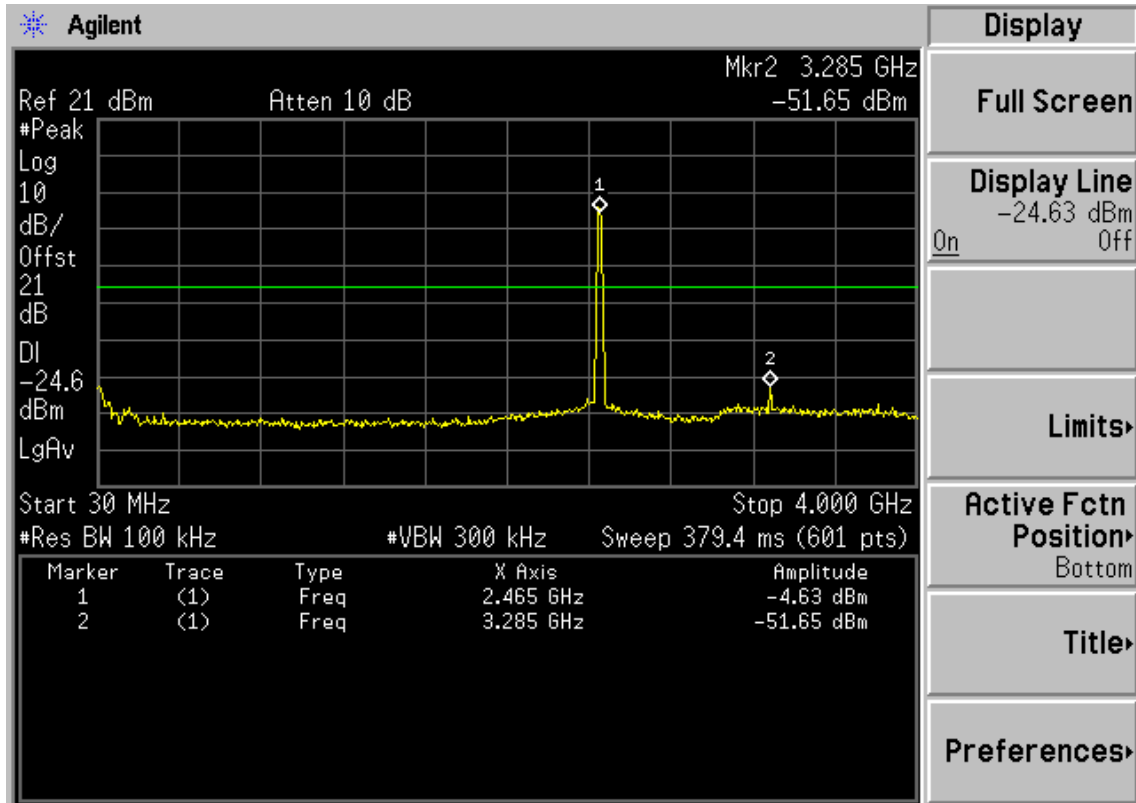 Agilent
Display
Mkr2 3.285 GHz
Ref 21 dBm Atten 10 dB -51.65 dBm
#Peak
Log
10
dB/
Offst
21
dB
DI
-24.6
dBm
LgAv
1
2
Start 30 MHz Stop 4.000 GHz
#Res BW 100 kHz #VBW 300 kHz Sweep 379.4 ms (601 pts)
Marker Trace Type X Axis Amplitude
1 (1) Freq 2.465 GHz -4.63 dBm
2 (1) Freq 3.285 GHz -51.65 dBm
Full Screen
Display Line
-24.63 dBm
On Off
Limits
Active Fctn
Position
Bottom
Title
Preferences